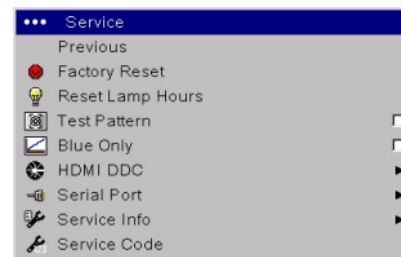 Service
Previous
Factory Reset
Reset Lamp Hours
Test Pattern
Blue Only
HDMI DDC
Serial Port
Service Info
Service Code